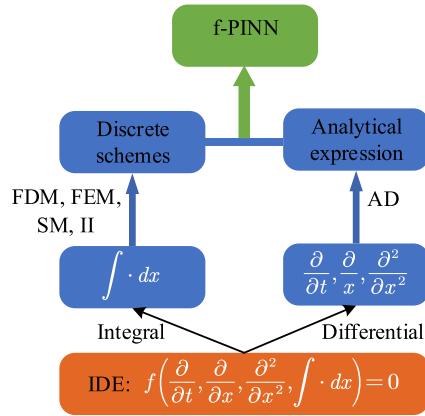 f-PINN
Discrete
schemes
Analytical
expression
FDM, FEM,
SM, II
AD
∫ · dx
∂/∂t, ∂/x, ∂²/∂x²
Integral
Differential
IDE: f(∂/∂t, ∂/∂x, ∂²/∂x², ∫ · dx) = 0